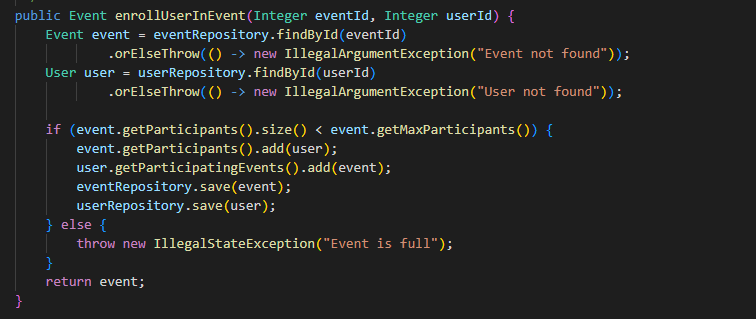 public Event enrollUserInEvent(Integer eventId, Integer userId) {
    Event event = eventRepository.findById(eventId)
            .orElseThrow(() -> new IllegalArgumentException("Event not found"));
    User user = userRepository.findById(userId)
            .orElseThrow(() -> new IllegalArgumentException("User not found"));

    if (event.getParticipants().size() < event.getMaxParticipants()) {
        event.getParticipants().add(user);
        user.getParticipatingEvents().add(event);
        eventRepository.save(event);
        userRepository.save(user);
    } else {
        throw new IllegalStateException("Event is full");
    }
    return event;
}